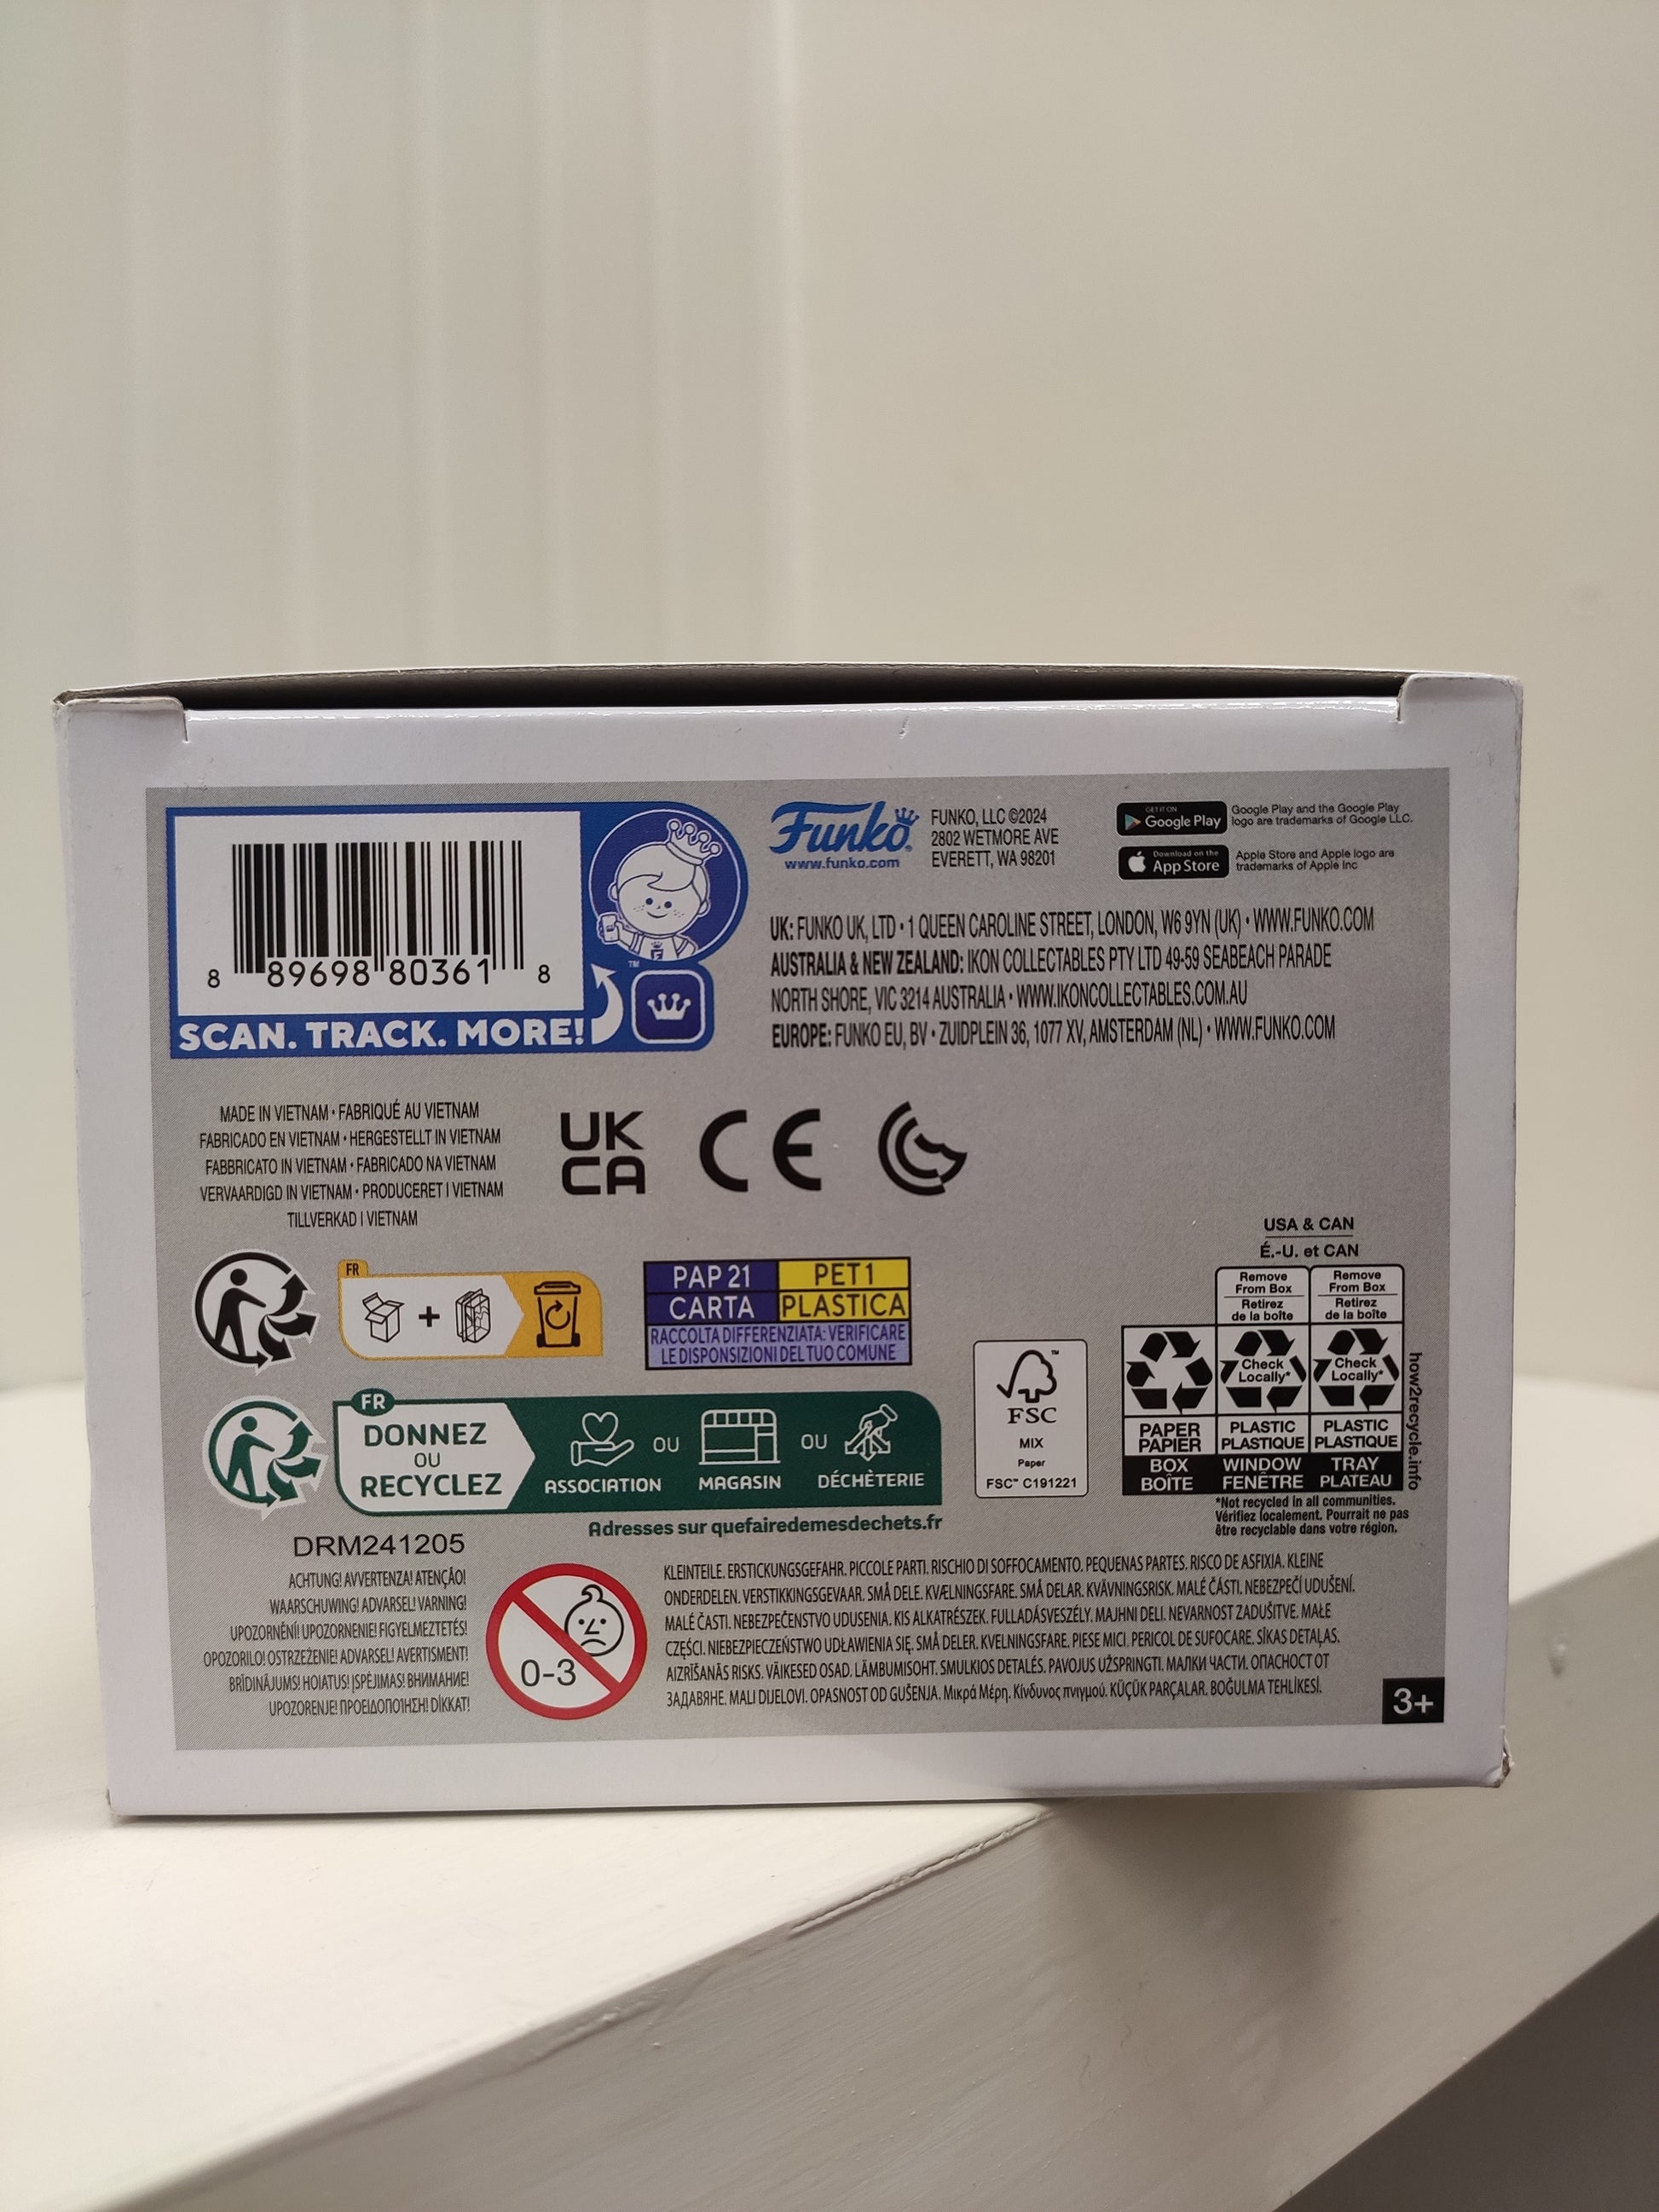 8 89698 80361 8
SCAN. TRACK. MORE!
™
Funko
www.funko.com
FUNKO, LLC ©2024
2802 WETMORE AVE
EVERETT, WA 98201
GET IT ON
Google Play
Google Play and the Google Play
logo are trademarks of Google LLC.
Download on the
App Store
Apple Store and Apple logo are
trademarks of Apple Inc
UK: FUNKO UK, LTD • 1 QUEEN CAROLINE STREET, LONDON, W6 9YN (UK) • WWW.FUNKO.COM
AUSTRALIA & NEW ZEALAND: IKON COLLECTABLES PTY LTD 49-59 SEABEACH PARADE
NORTH SHORE, VIC 3214 AUSTRALIA • WWW.IKONCOLLECTABLES.COM.AU
EUROPE: FUNKO EU, BV • ZUIDPLEIN 36, 1077 XV, AMSTERDAM (NL) • WWW.FUNKO.COM
MADE IN VIETNAM • FABRIQUÉ AU VIETNAM
FABRICADO EN VIETNAM • HERGESTELLT IN VIETNAM
FABBRICATO IN VIETNAM • FABRICADO NA VIETNAM
VERVAARDIGD IN VIETNAM • PRODUCERET I VIETNAM
TILLVERKAD I VIETNAM
UK
CA
CE
FR
+
PAP 21
CARTA
PET1
PLASTICA
RACCOLTA DIFFERENZIATA: VERIFICARE
LE DISPONSIZIONI DEL TUO COMUNE
FR
DONNEZ
OU
RECYCLEZ
ASSOCIATION
OU
MAGASIN
OU
DÉCHÈTERIE
Adresses sur quefairedemesdechets.fr
™
FSC
MIX
Paper
FSC™ C191221
USA & CAN
É.-U. et CAN
Remove
From Box
Retirez
de la boîte
Remove
From Box
Retirez
de la boîte
Check
Locally*
Check
Locally*
PAPER
PAPIER
PLASTIC
PLASTIQUE
PLASTIC
PLASTIQUE
BOX
BOÎTE
WINDOW
FENÊTRE
TRAY
PLATEAU
how2recycle.info
*Not recycled in all communities.
Vérifiez localement. Pourrait ne pas
être recyclable dans votre région.
DRM241205
ACHTUNG! AVVERTENZA! ATENÇÃO!
WAARSCHUWING! ADVARSEL! VARNING!
UPOZORNĚNÍ! UPOZORNENIE! FIGYELMEZTETÉS!
OPOZORILO! OSTRZEŻENIE! ADVARSEL! AVERTISMENT!
BRĪDINĀJUMS! HOIATUS! ĮSPĖJIMAS! ВНИМАНИЕ!
UPOZORENJE! ΠΡΟΕΙΔΟΠΟΙΗΣΗ! DİKKAT!
0-3
KLEINTEILE. ERSTICKUNGSGEFAHR. PICCOLE PARTI. RISCHIO DI SOFFOCAMENTO. PEQUENAS PARTES. RISCO DE ASFIXIA. KLEINE
ONDERDELEN. VERSTIKKINGSGEVAAR. SMÅ DELE. KVÆLNINGSFARE. SMÅ DELAR. KVÄVNINGSRISK. MALÉ ČÁSTI. NEBEZPEČÍ UDUŠENÍ.
MALÉ ČASTI. NEBEZPEČENSTVO UDUSENIA. KIS ALKATRÉSZEK. FULLADÁSVESZÉLY. MAJHNI DELI. NEVARNOST ZADUŠITVE. MAŁE
CZĘŚCI. NIEBEZPIECZEŃSTWO UDŁAWIENIA SIĘ. SMÅ DELER. KVELNINGSFARE. PIESE MICI. PERICOL DE SUFOCARE. SĪKAS DETAĻAS.
AIZRĪŠANĀS RISKS. VÄIKESED OSAD. LÄMBUMISOHT. SMULKIOS DETALĖS. PAVOJUS UŽSPRINGTI. МАЛКИ ЧАСТИ. ОПАСНОСТ ОТ
ЗАДАВЯНЕ. MALI DIJELOVI. OPASNOST OD GUŠENJA. Μικρά Μέρη. Κίνδυνος πνιγμού. KÜÇÜK PARÇALAR. BOĞULMA TEHLİKESİ.
3+